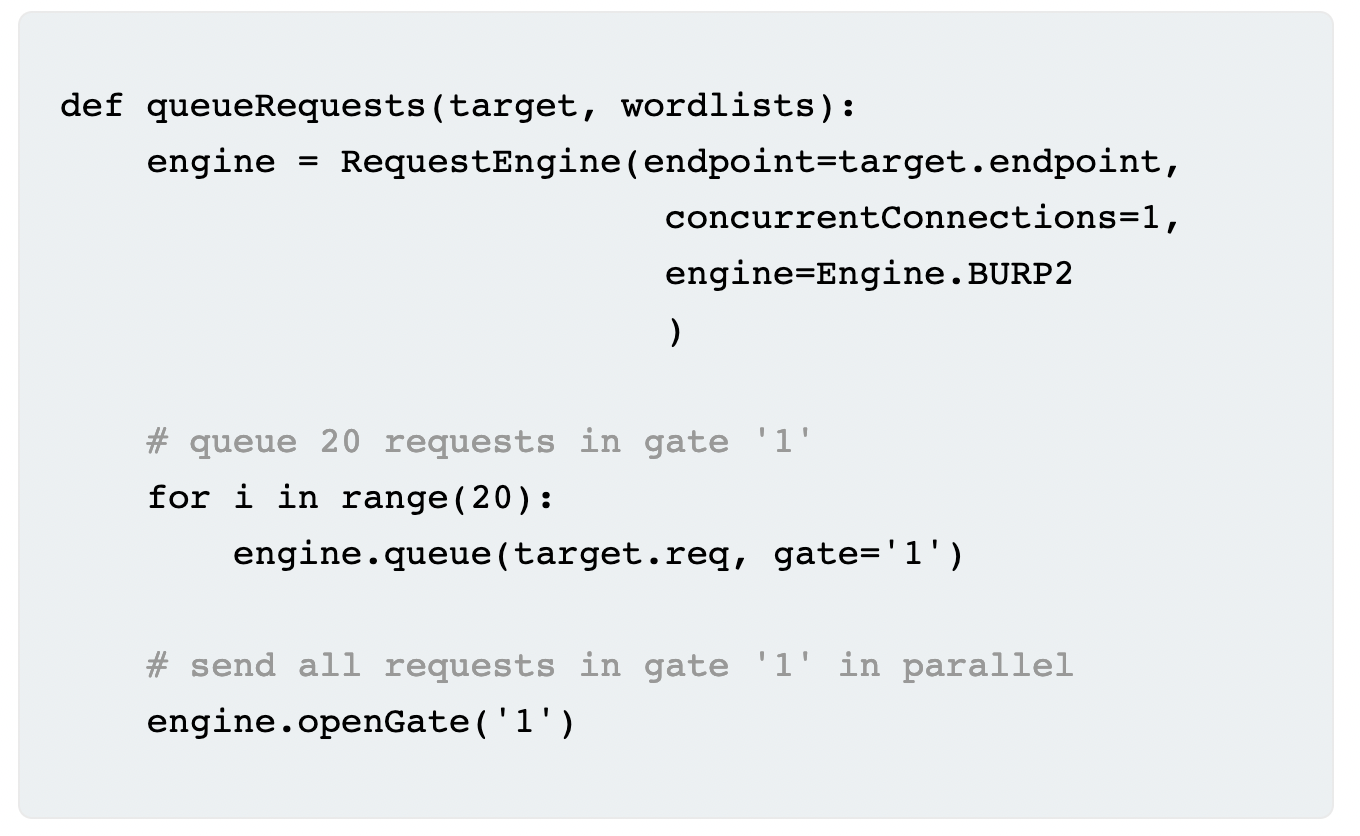 def queueRequests(target, wordlists):
    engine = RequestEngine(endpoint=target.endpoint,
                           concurrentConnections=1,
                           engine=Engine.BURP2
                           )

    # queue 20 requests in gate '1'
    for i in range(20):
        engine.queue(target.req, gate='1')

    # send all requests in gate '1' in parallel
    engine.openGate('1')